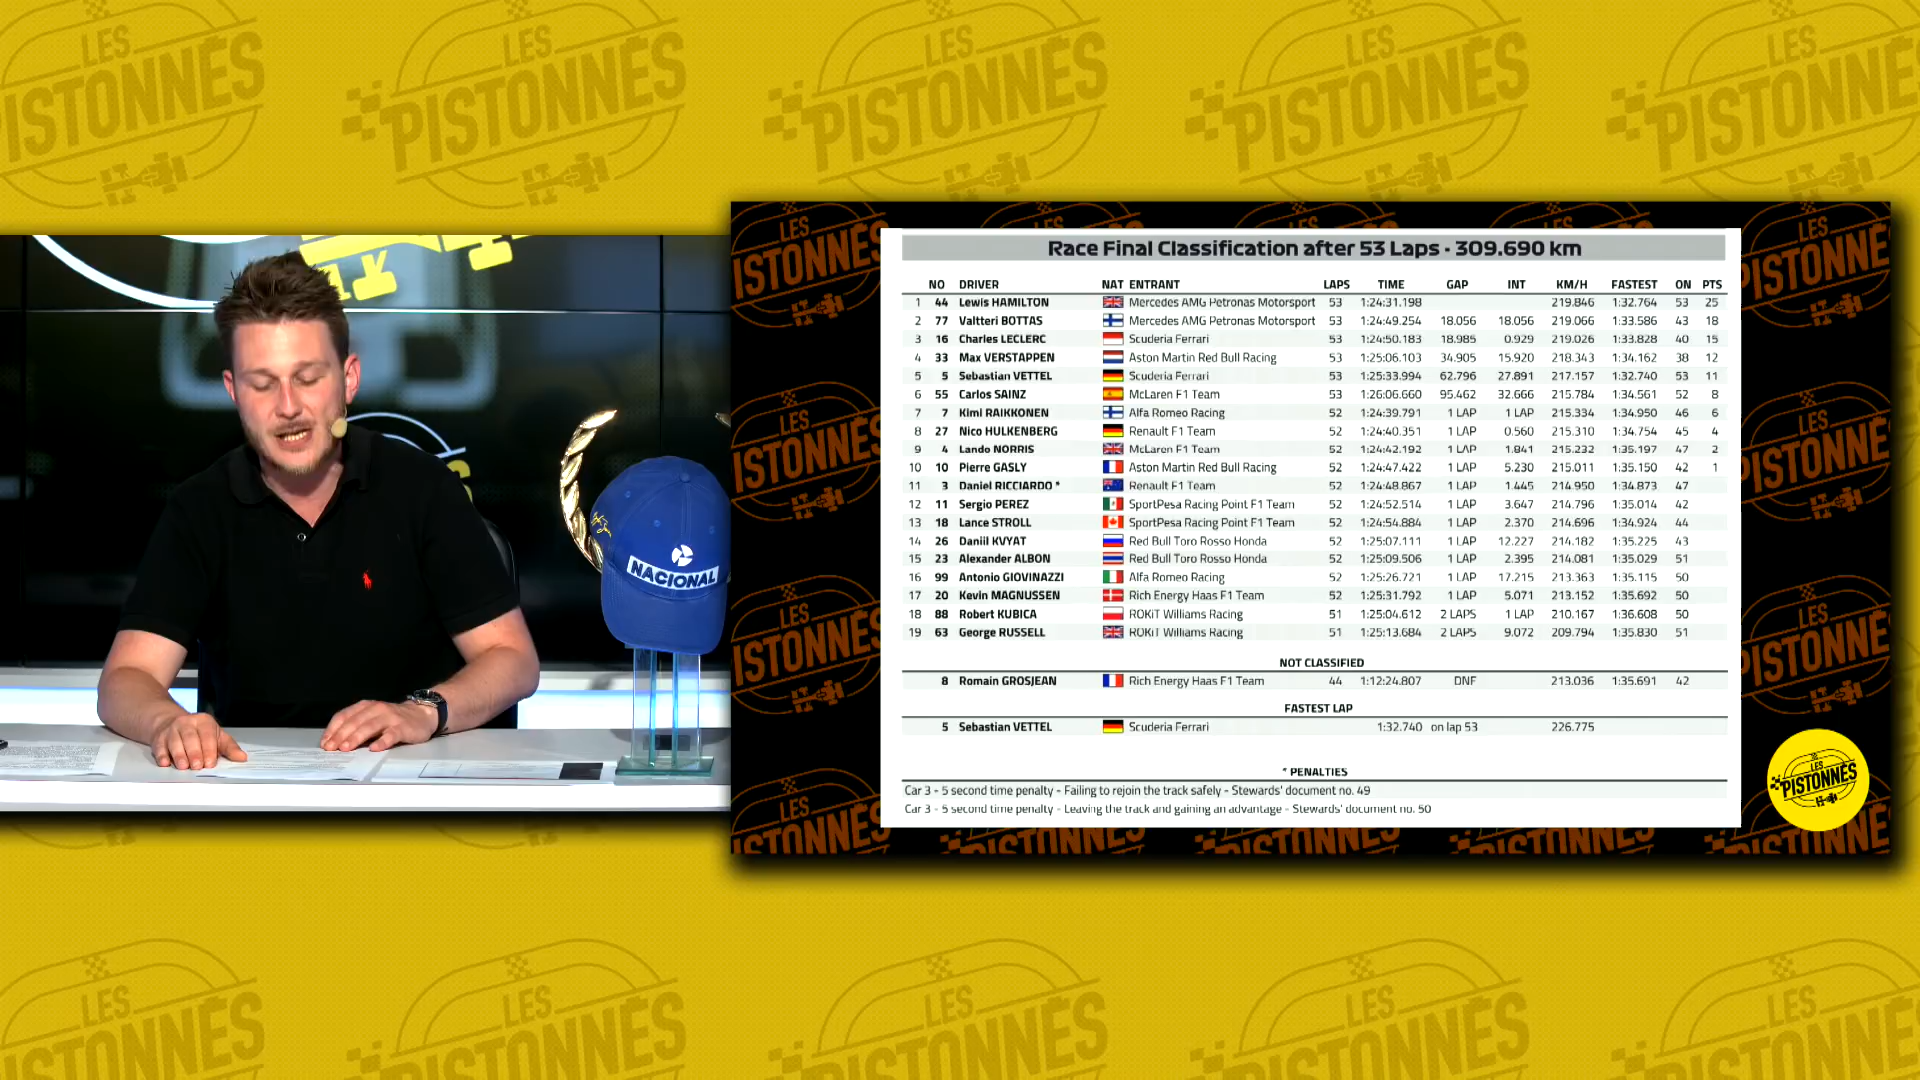 LES
PISTONNÉS
NACIONAL
Race Final Classification after 53 Laps - 309.690 km
NO DRIVER NAT ENTRANT LAPS TIME GAP INT KM/H FASTEST ON PTS
1 44 Lewis HAMILTON Mercedes AMG Petronas Motorsport 53 1:24:31.198 219.846 1:32.764 53 25
2 77 Valtteri BOTTAS Mercedes AMG Petronas Motorsport 53 1:24:49.254 18.056 18.056 219.066 1:33.586 43 18
3 16 Charles LECLERC Scuderia Ferrari 53 1:24:50.183 18.985 0.929 219.026 1:33.828 40 15
4 33 Max VERSTAPPEN Aston Martin Red Bull Racing 53 1:25:06.103 34.905 15.920 218.343 1:34.162 38 12
5 5 Sebastian VETTEL Scuderia Ferrari 53 1:25:33.994 62.796 27.891 217.157 1:32.740 53 11
6 55 Carlos SAINZ McLaren F1 Team 53 1:26:06.660 95.462 32.666 215.784 1:34.561 52 8
7 7 Kimi RAIKKONEN Alfa Romeo Racing 52 1:24:39.791 1 LAP 1 LAP 215.334 1:34.950 46 6
8 27 Nico HULKENBERG Renault F1 Team 52 1:24:40.351 1 LAP 0.560 215.310 1:34.754 45 4
9 4 Lando NORRIS McLaren F1 Team 52 1:24:42.192 1 LAP 1.841 215.232 1:35.197 47 2
10 10 Pierre GASLY Aston Martin Red Bull Racing 52 1:24:47.422 1 LAP 5.230 215.011 1:35.150 42 1
11 3 Daniel RICCIARDO * Renault F1 Team 52 1:24:48.867 1 LAP 1.445 214.950 1:34.873 47
12 11 Sergio PEREZ SportPesa Racing Point F1 Team 52 1:24:52.514 1 LAP 3.647 214.796 1:35.014 42
13 18 Lance STROLL SportPesa Racing Point F1 Team 52 1:24:54.884 1 LAP 2.370 214.696 1:34.924 44
14 26 Daniil KVYAT Red Bull Toro Rosso Honda 52 1:25:07.111 1 LAP 12.227 214.182 1:35.225 43
15 23 Alexander ALBON Red Bull Toro Rosso Honda 52 1:25:09.506 1 LAP 2.395 214.081 1:35.029 51
16 99 Antonio GIOVINAZZI Alfa Romeo Racing 52 1:25:26.721 1 LAP 17.215 213.363 1:35.115 50
17 20 Kevin MAGNUSSEN Rich Energy Haas F1 Team 52 1:25:31.792 1 LAP 5.071 213.152 1:35.692 50
18 88 Robert KUBICA ROKiT Williams Racing 51 1:25:04.612 2 LAPS 1 LAP 210.167 1:36.608 50
19 63 George RUSSELL ROKiT Williams Racing 51 1:25:13.684 2 LAPS 9.072 209.794 1:35.830 51
NOT CLASSIFIED
8 Romain GROSJEAN Rich Energy Haas F1 Team 44 1:12:24.807 DNF 213.036 1:35.691 42
FASTEST LAP
5 Sebastian VETTEL Scuderia Ferrari 1:32.740 on lap 53 226.775
* PENALTIES
Car 3 - 5 second time penalty - Failing to rejoin the track safely - Stewards' document no. 49
Car 3 - 5 second time penalty - Leaving the track and gaining an advantage - Stewards' document no. 50
LES
PISTONNÉS